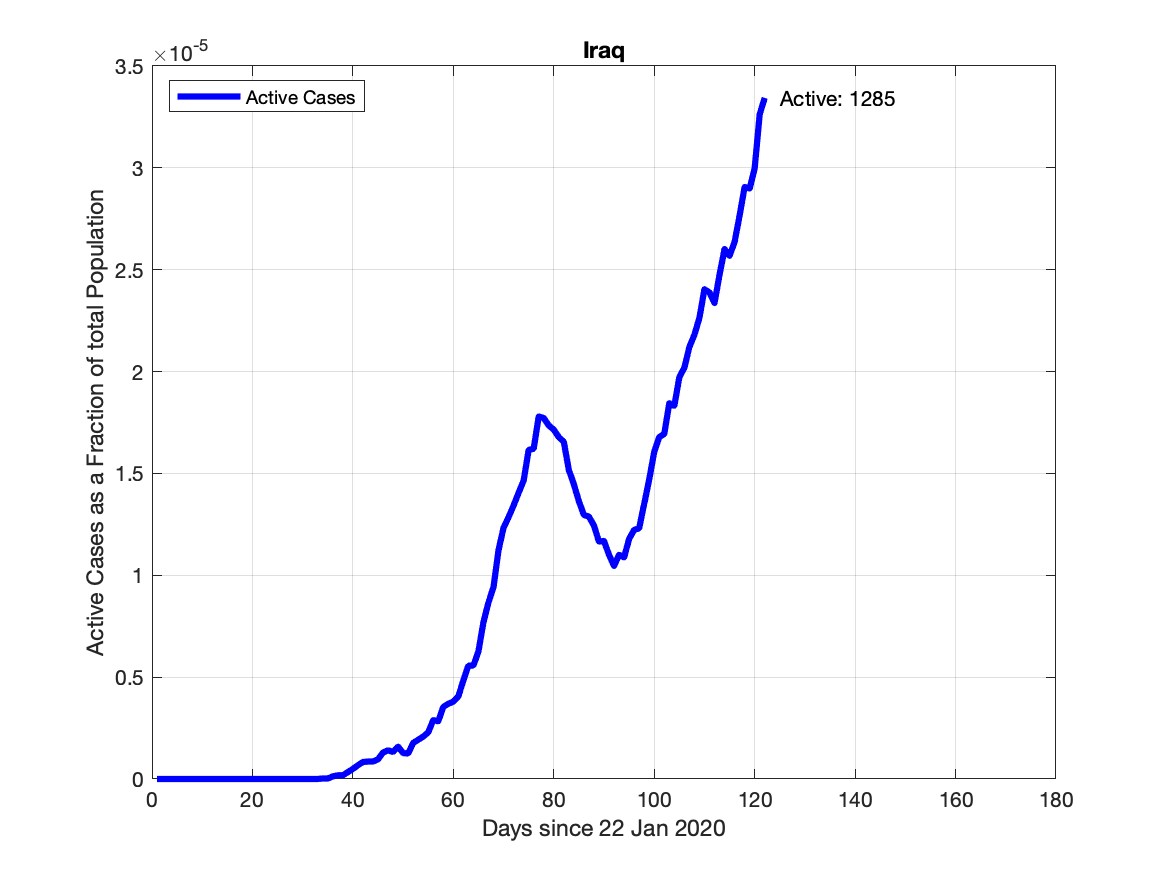 Iraq
×10-5
3.5
3
2.5
2
1.5
1
0.5
0
Active Cases as a Fraction of total Population
Active Cases
Active: 1285
0 20 40 60 80 100 120 140 160 180
Days since 22 Jan 2020